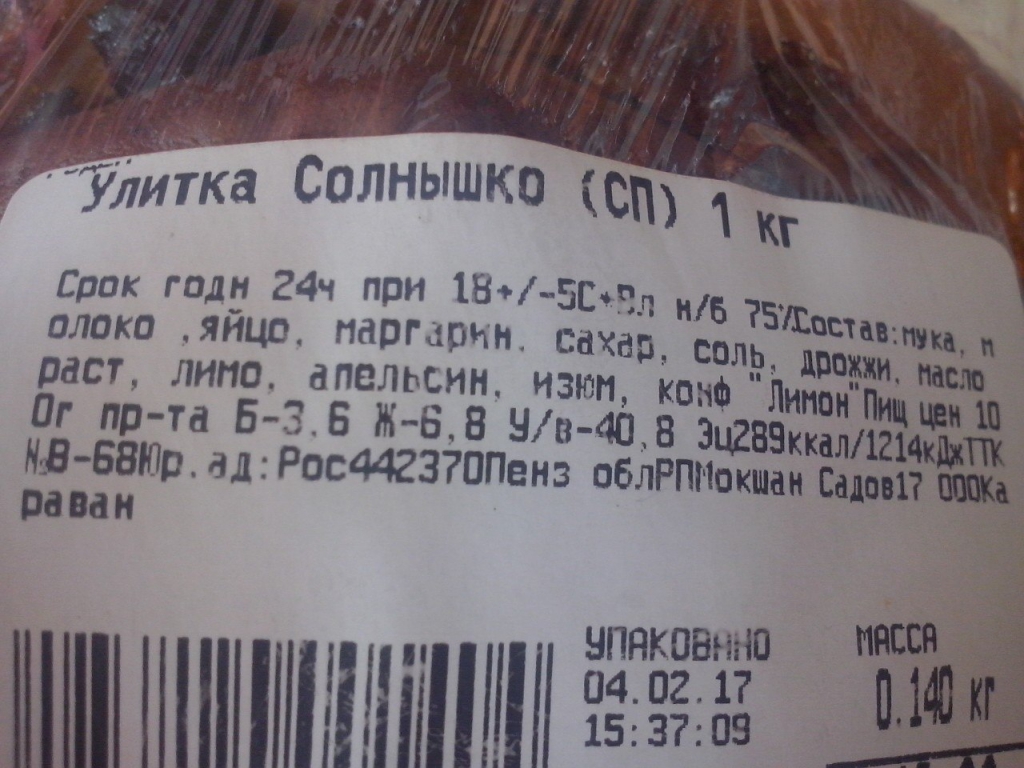 Улитка Солнышко (СП) 1 кг
Срок годн 24ч при 18+/-5С+Вл н/б 75%Состав:мука, м
олоко ,яйцо, маргарин. сахар, соль, дрожжи, масло
раст, лимо, апельсин, изюм, конф "Лимон"Пищ цен 10
0г пр-та Б-3,6 Ж-6,8 У/в-40,8 Эц289ккал/1214кДжТТК
№В-68Юр.ад:Рос442370Пенз облРПМокшан Садов17 ОООКа
раван
УПАКОВАНО
04.02.17
15:37:09
МАССА
0.140 кг